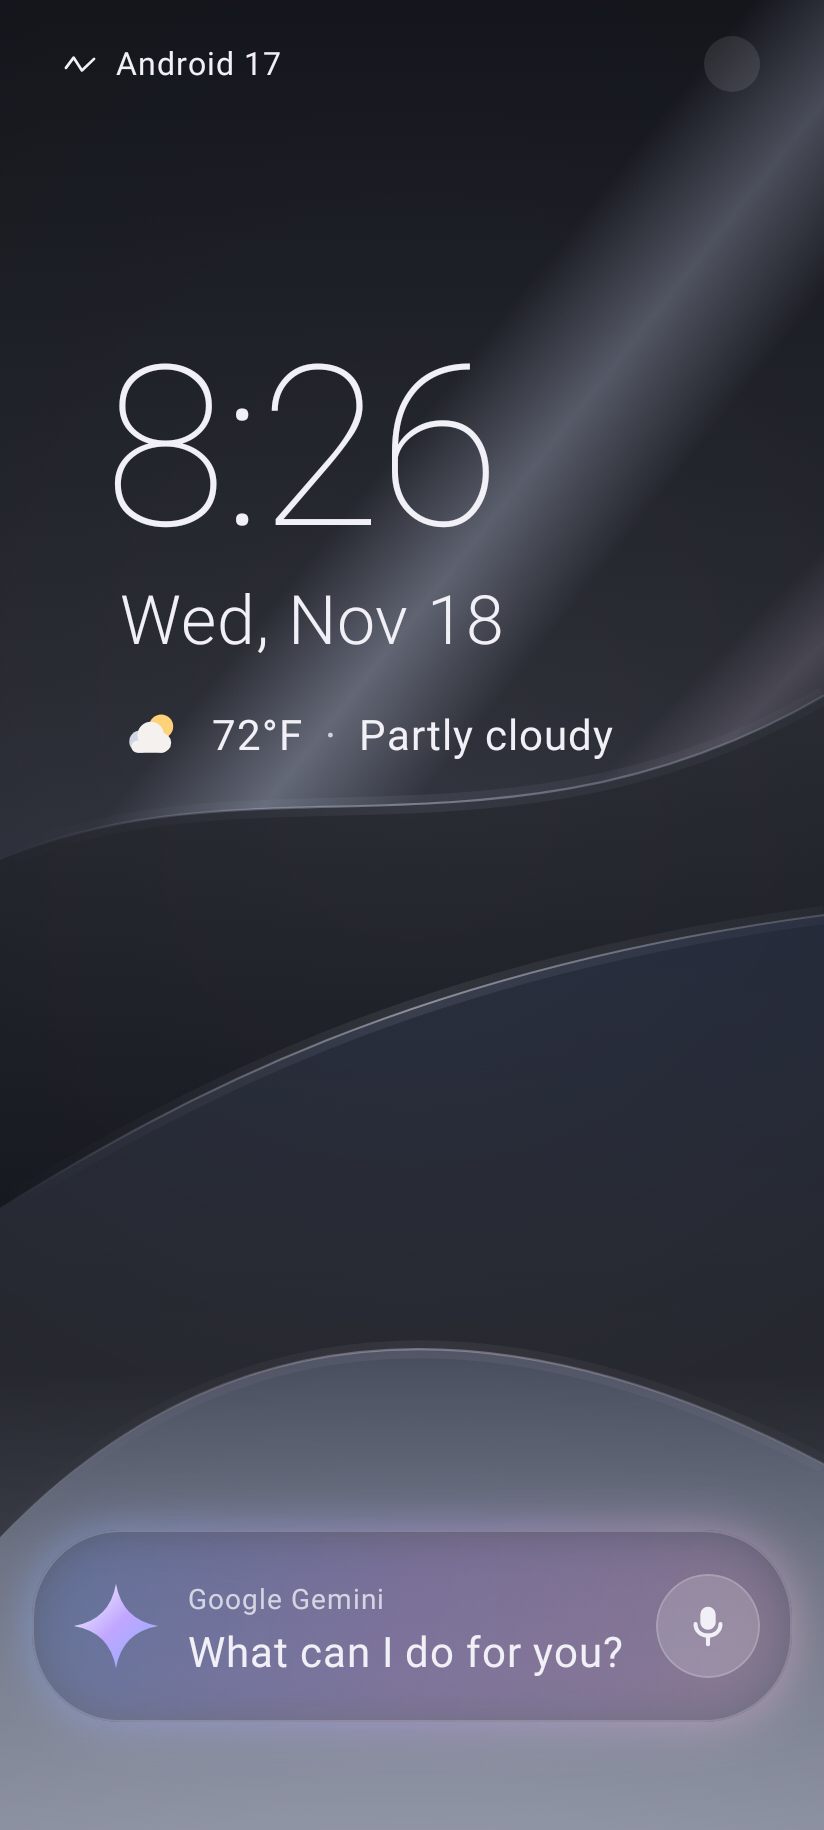 Android 17
8:26
Wed, Nov 18
72°F · Partly cloudy
Google Gemini
What can I do for you?